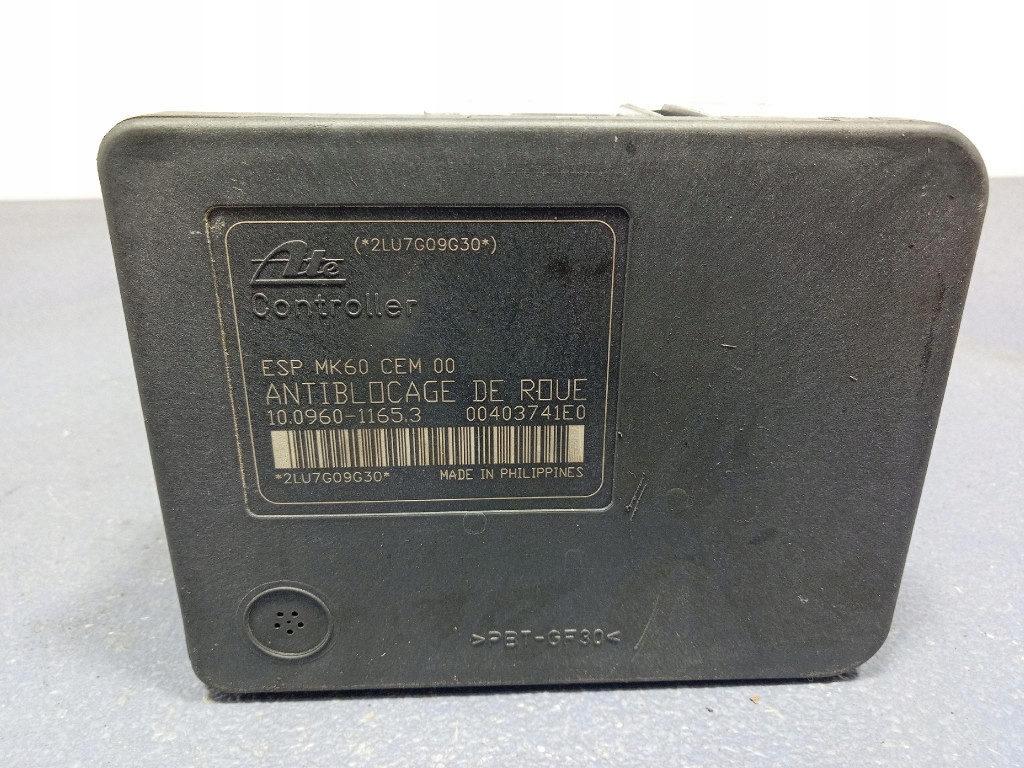 (*2LU7G09G30*)
Ate
Controller
ESP MK60 CEM 00
ANTIBLOCAGE DE ROUE
10.0960-1165.3 00403741E0
*2LU7G09G30* MADE IN PHILIPPINES
>PBT-GF30<